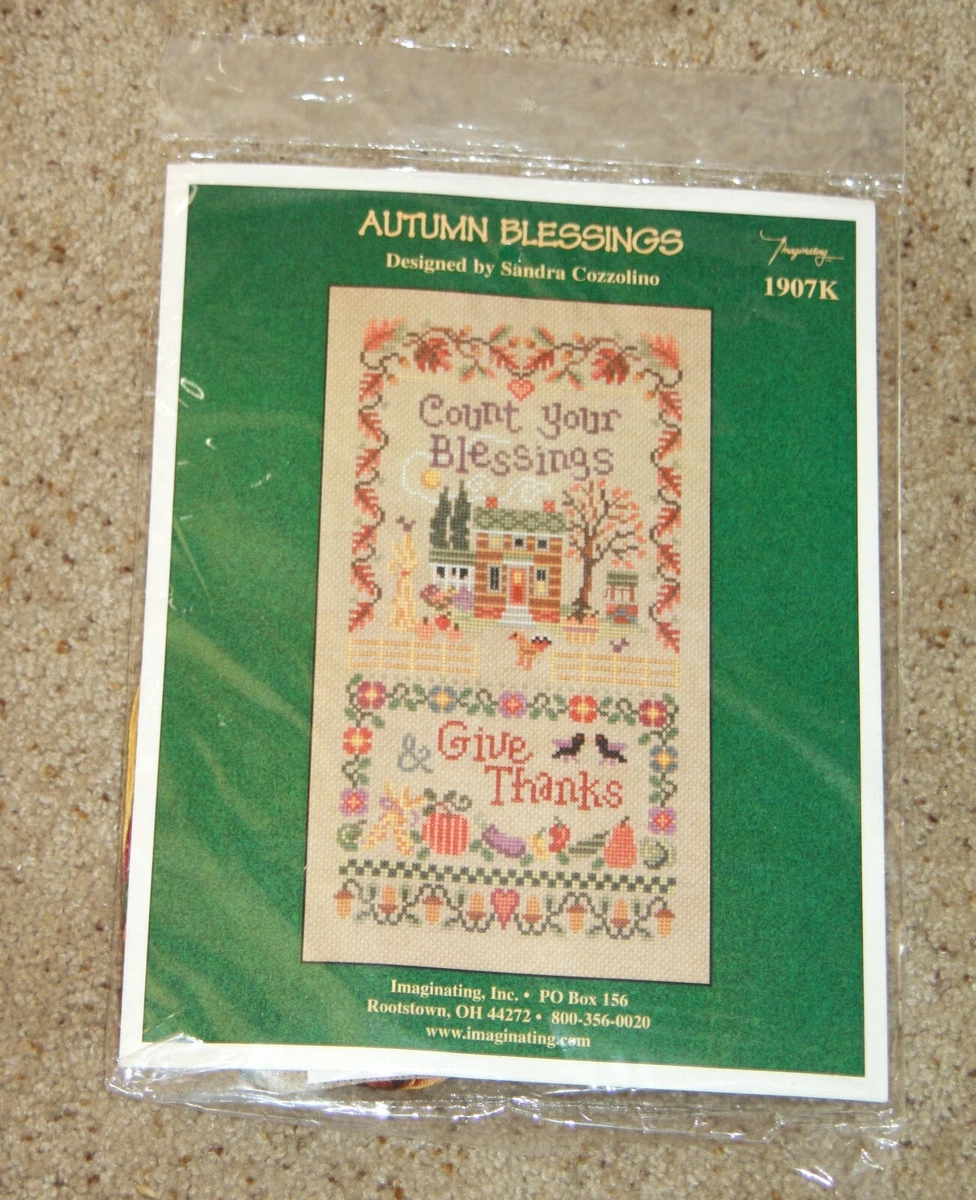 AUTUMN BLESSINGS
Designed by Sandra Cozzolino
Imaginating
1907K
Count your
Blessings
& Give
Thanks
Imaginating, Inc. • PO Box 156
Rootstown, OH 44272 • 800-356-0020
www.imaginating.com